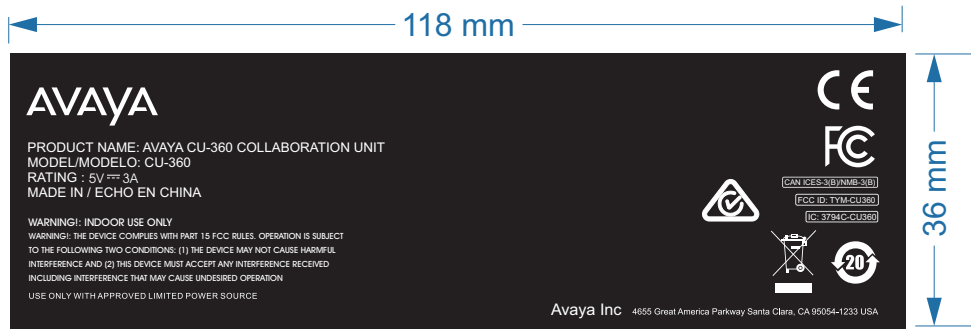 118 mm
AVAYA
CE
PRODUCT NAME: AVAYA CU-360 COLLABORATION UNIT
MODEL/MODELO: CU-360
RATING : 5V ⎓ 3A
MADE IN / ECHO EN CHINA
FC
CAN ICES-3(B)/NMB-3(B)
FCC ID: TYM-CU360
IC: 3794C-CU360
36 mm
WARNING!: INDOOR USE ONLY
WARNING!: THE DEVICE COMPLIES WITH PART 15 FCC RULES. OPERATION IS SUBJECT
TO THE FOLLOWING TWO CONDITIONS: (1) THE DEVICE MAY NOT CAUSE HARMFUL
INTERFERENCE AND (2) THIS DEVICE MUST ACCEPT ANY INTERFERENCE RECEIVED
INCLUDING INTERFERENCE THAT MAY CAUSE UNDESIRED OPERATION
USE ONLY WITH APPROVED LIMITED POWER SOURCE
20
Avaya Inc 4655 Great America Parkway Santa Clara, CA 95054-1233 USA